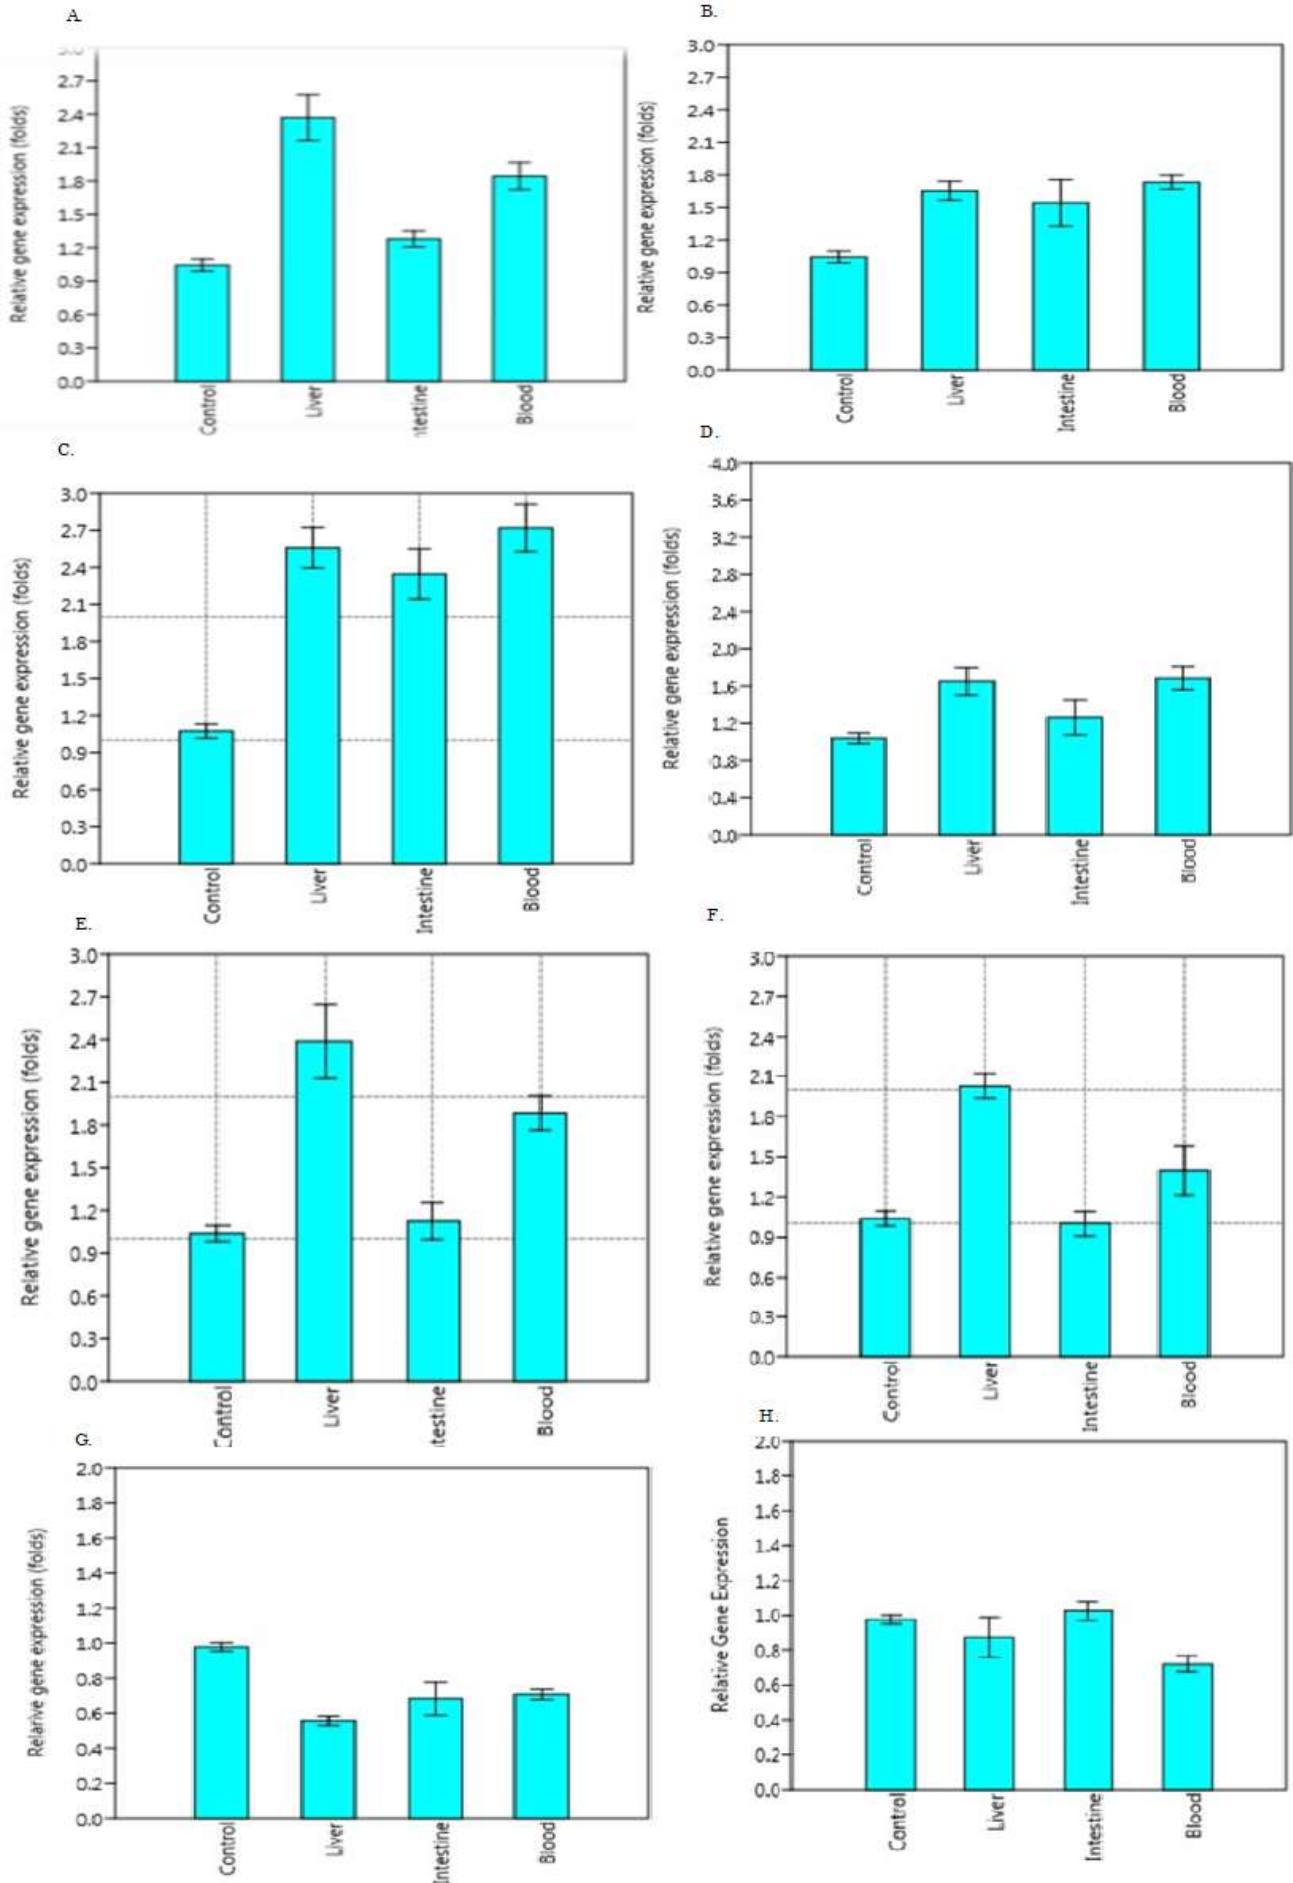 A.
3.0
2.7
2.4
2.1
1.8
1.5
1.2
0.9
0.6
0.3
0.0
Relative gene expression (folds)
Control
Liver
ntestine
Blood
B.
3.0
2.7
2.4
2.1
1.8
1.5
1.2
0.9
0.6
0.3
0.0
Relative gene expression (folds)
Control
Liver
Intestine
Blood
C.
3.0
2.7
2.4
2.1
1.8
1.5
1.2
0.9
0.6
0.3
0.0
Relative gene expression (folds)
Control
Liver
Intestine
Blood
D.
4.0
3.6
3.2
2.8
2.4
2.0
1.6
1.2
0.8
0.4
0.0
Relative gene expression (folds)
Control
Liver
Intestine
Blood
E.
3.0
2.7
2.4
2.1
1.8
1.5
1.2
0.9
0.6
0.3
0.0
Relative gene expression (folds)
Control
Liver
testine
Blood
F.
3.0
2.7
2.4
2.1
1.8
1.5
1.2
0.9
0.6
0.3
0.0
Relative gene expression (folds)
Control
Liver
Intestine
Blood
G.
2.0
1.8
1.6
1.4
1.2
1.0
0.8
0.6
0.4
0.2
0.0
Relarive gene expression (folds)
Control
Liver
Intestine
Blood
H.
2.0
1.8
1.6
1.4
1.2
1.0
0.8
0.6
0.4
0.2
0.0
Relative Gene Expression
Control
Liver
Intestine
Blood